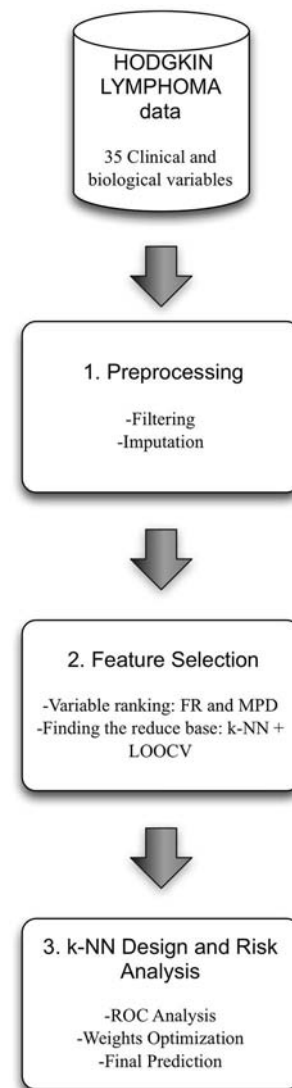 HODGKIN
LYMPHOMA
data
35 Clinical and
biological variables
1. Preprocessing
-Filtering
-Imputation
2. Feature Selection
-Variable ranking: FR and MPD
-Finding the reduce base: k-NN +
LOOCV
3. k-NN Design and Risk
Analysis
-ROC Analysis
-Weights Optimization
-Final Prediction